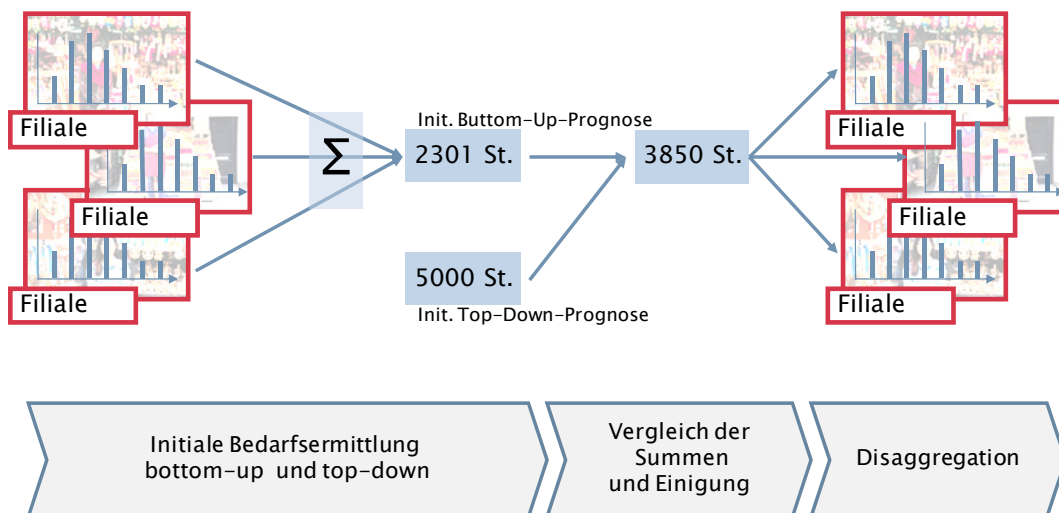 Filiale
Filiale
Filiale
Σ
Init. Buttom-Up-Prognose
2301 St.
5000 St.
Init. Top-Down-Prognose
3850 St.
Filiale
Filiale
Filiale
Initiale Bedarfsermittlung
bottom-up und top-down
Vergleich der
Summen
und Einigung
Disaggregation